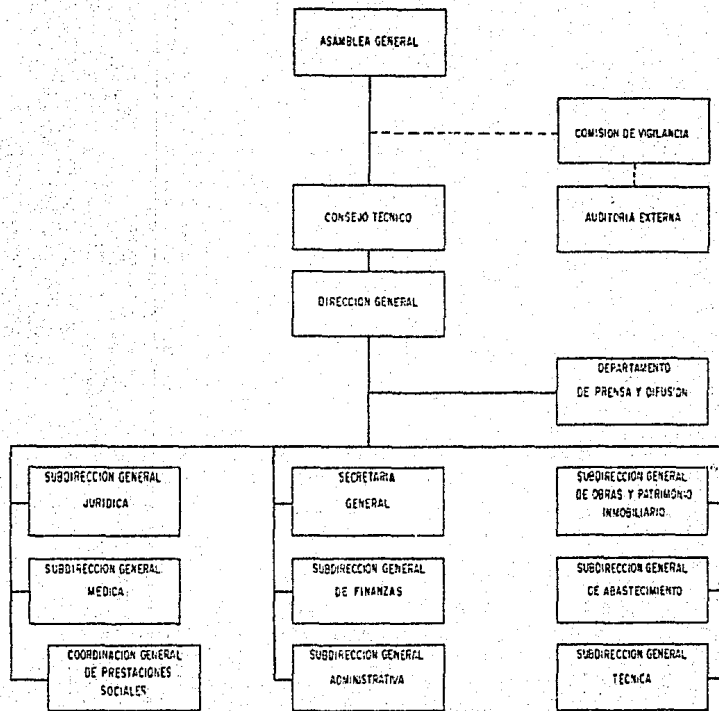 ASAMBLEA GENERAL
COMISION DE VIGILANCIA
CONSEJO TECNICO
AUDITORIA EXTERNA
DIRECCION GENERAL
DEPARTAMENTO
DE PRENSA Y DIFUSION
SUBDIRECCION GENERAL
JURIDICA
SECRETARIA
GENERAL
SUBDIRECCION GENERAL
DE OBRAS Y PATRIMONIO
INMOBILIARIO
SUBDIRECCION GENERAL
MEDICA
SUBDIRECCION GENERAL
DE FINANZAS
SUBDIRECCION GENERAL
DE ABASTECIMIENTO
COORDINACION GENERAL
DE PRESTACIONES
SOCIALES
SUBDIRECCION GENERAL
ADMINISTRATIVA
SUBDIRECCION GENERAL
TECNICA